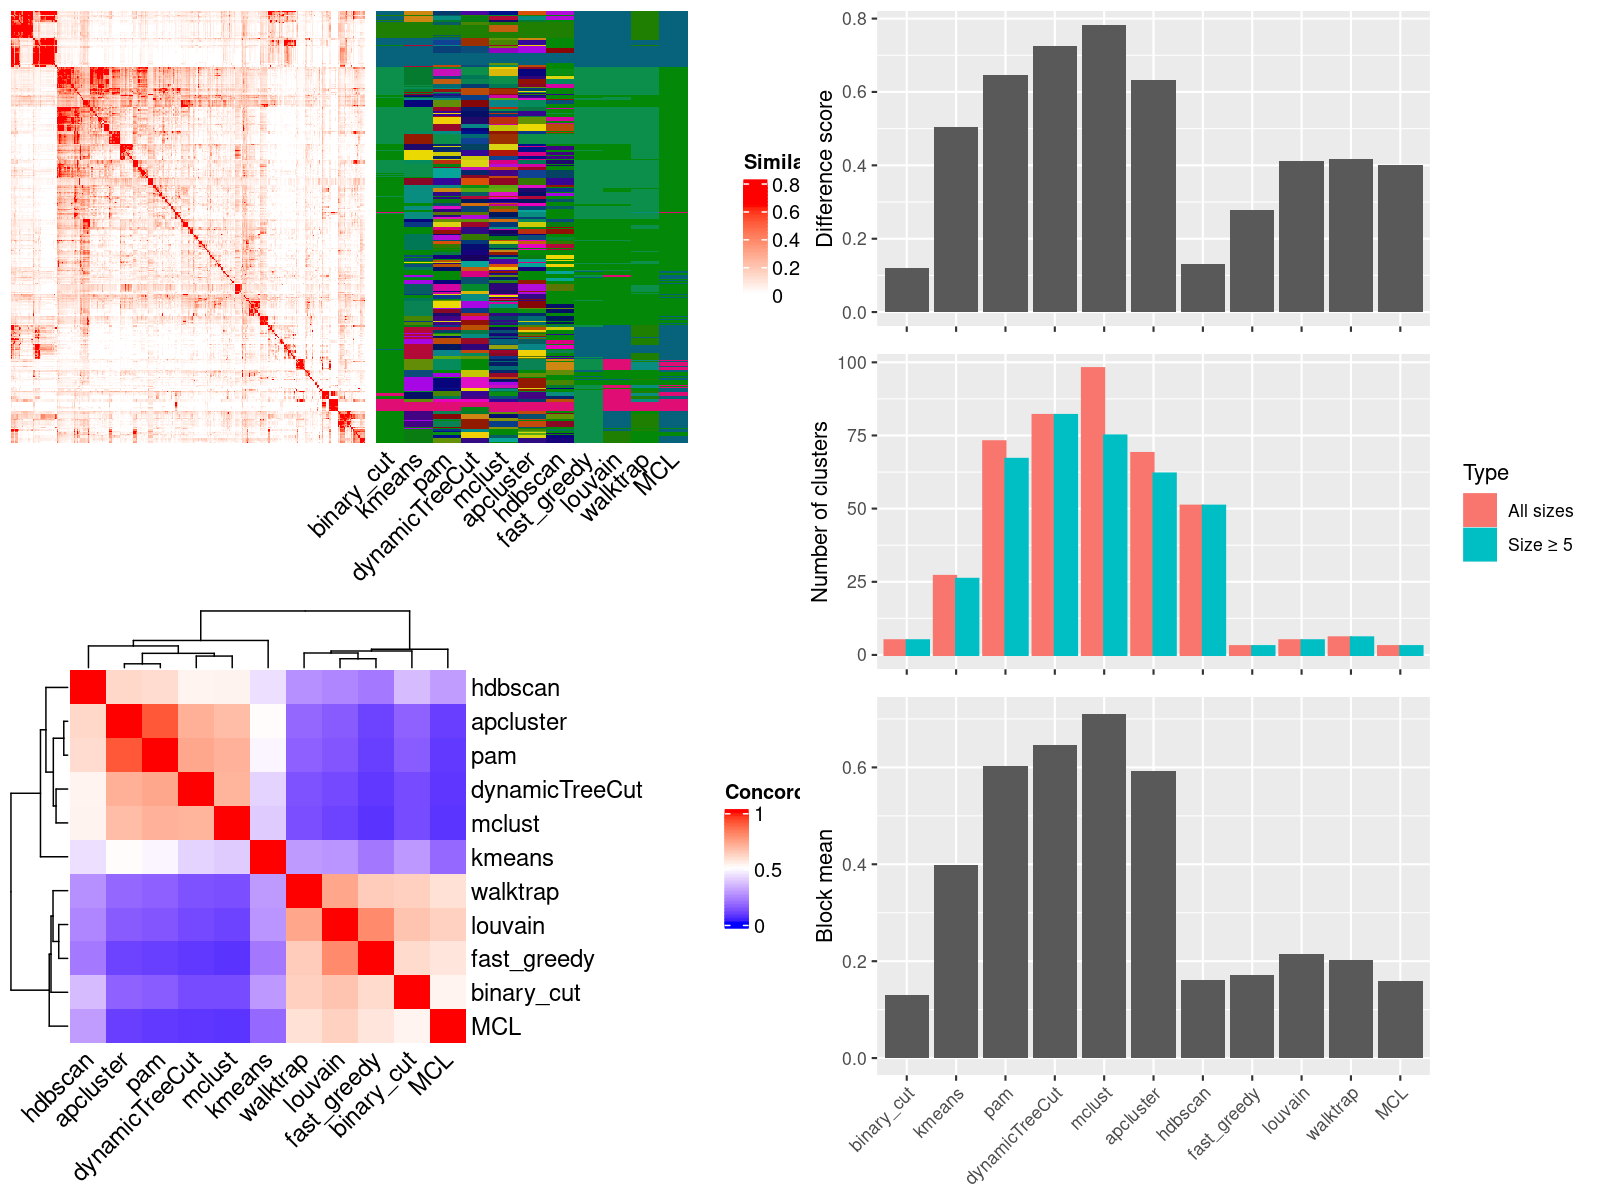 Simila
0.8
0.6
0.4
0.2
0
binary_cut
kmeans
pam
dynamicTreeCut
mclust
apcluster
hdbscan
fast_greedy
louvain
walktrap
MCL
hdbscan
apcluster
pam
dynamicTreeCut
mclust
kmeans
walktrap
louvain
fast_greedy
binary_cut
MCL
hdbscan
apcluster
pam
dynamicTreeCut
mclust
kmeans
walktrap
louvain
fast_greedy
binary_cut
MCL
Concord
1
0.5
0
Difference score
0.8
0.6
0.4
0.2
0.0
Number of clusters
100
75
50
25
0
Type
All sizes
Size ≥ 5
Block mean
0.6
0.4
0.2
0.0
binary_cut
kmeans
pam
dynamicTreeCut
mclust
apcluster
hdbscan
fast_greedy
louvain
walktrap
MCL